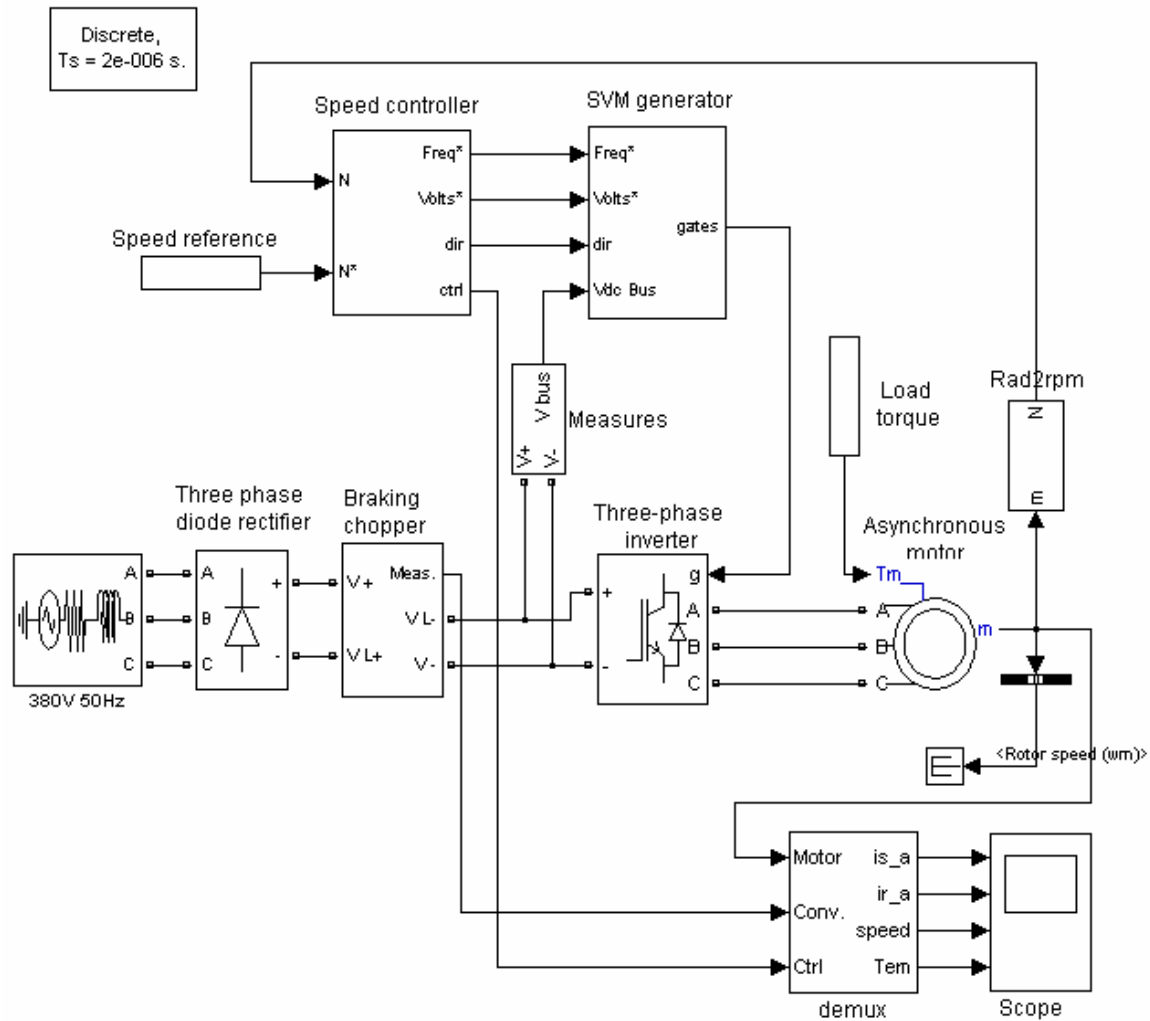 Discrete,
Ts = 2e-006 s.
Speed controller
N
N*
Freq*
Volts*
dir
ctrl
SVM generator
Freq*
Volts*
dir
Vdc Bus
gates
Speed reference
Vbus
V+
V-
Measures
Load
torque
Rad2rpm
N
m
Three phase
diode rectifier
Braking
chopper
Three-phase
inverter
Asynchronous
motor
A
B
C
380V 50Hz
A
B
C
+
-
V+
VL+
Meas.
VL-
V-
+
-
g
A
B
C
Tm
A
B
C
m
<Rotor speed (wm)>
Motor
Conv.
Ctrl
is_a
ir_a
speed
Tem
demux
Scope